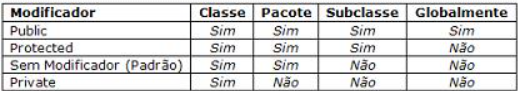 Modificador Classe Pacote Subclasse Globalmente
Public Sim Sim Sim Sim
Protected Sim Sim Sim Não
Sem Modificador (Padrão) Sim Sim Não Não
Private Sim Não Não Não